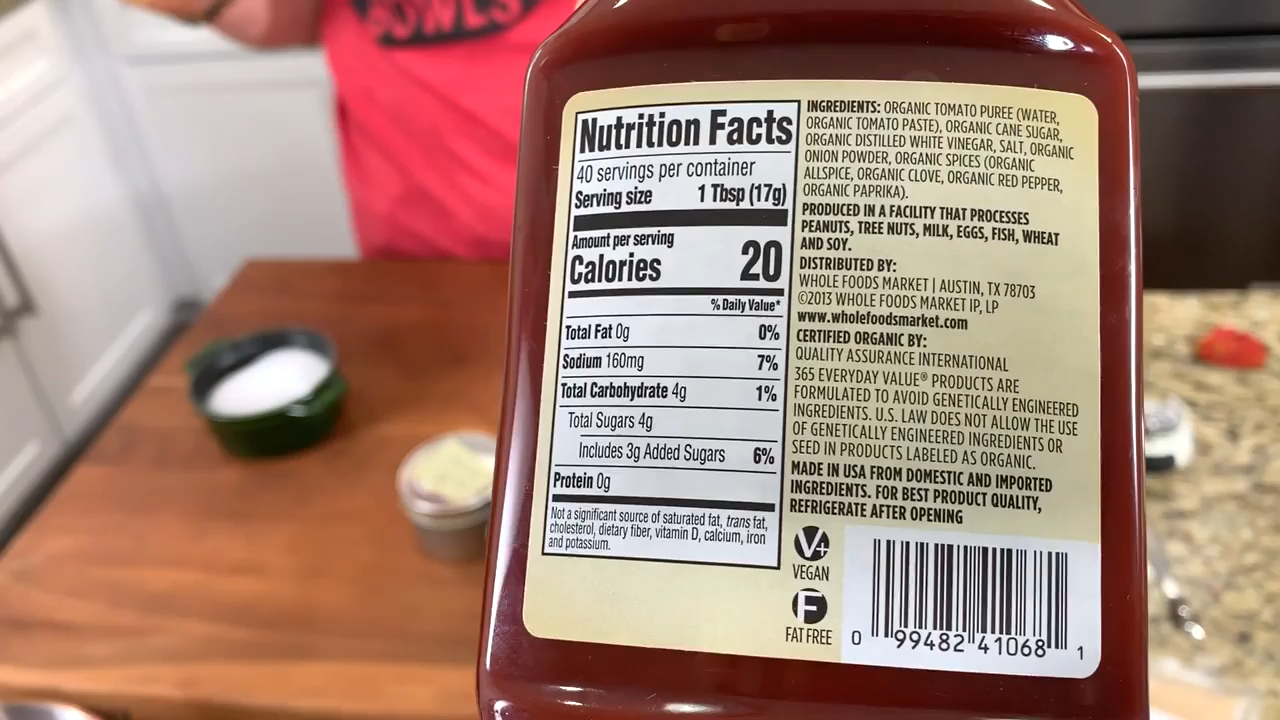 BOWLS
Nutrition Facts
40 servings per container
Serving size 1 Tbsp (17g)
Amount per serving
Calories 20
% Daily Value*
Total Fat 0g 0%
Sodium 160mg 7%
Total Carbohydrate 4g 1%
Total Sugars 4g
Includes 3g Added Sugars 6%
Protein 0g
Not a significant source of saturated fat, trans fat,
cholesterol, dietary fiber, vitamin D, calcium, iron
and potassium.
INGREDIENTS: ORGANIC TOMATO PUREE (WATER,
ORGANIC TOMATO PASTE), ORGANIC CANE SUGAR,
ORGANIC DISTILLED WHITE VINEGAR, SALT, ORGANIC
ONION POWDER, ORGANIC SPICES (ORGANIC
ALLSPICE, ORGANIC CLOVE, ORGANIC RED PEPPER,
ORGANIC PAPRIKA).
PRODUCED IN A FACILITY THAT PROCESSES
PEANUTS, TREE NUTS, MILK, EGGS, FISH, WHEAT
AND SOY.
DISTRIBUTED BY:
WHOLE FOODS MARKET | AUSTIN, TX 78703
©2013 WHOLE FOODS MARKET IP, LP
www.wholefoodsmarket.com
CERTIFIED ORGANIC BY:
QUALITY ASSURANCE INTERNATIONAL
365 EVERYDAY VALUE® PRODUCTS ARE
FORMULATED TO AVOID GENETICALLY ENGINEERED
INGREDIENTS. U.S. LAW DOES NOT ALLOW THE USE
OF GENETICALLY ENGINEERED INGREDIENTS OR
SEED IN PRODUCTS LABELED AS ORGANIC.
MADE IN USA FROM DOMESTIC AND IMPORTED
INGREDIENTS. FOR BEST PRODUCT QUALITY,
REFRIGERATE AFTER OPENING
V+
VEGAN
F
FAT FREE
0 99482 41068 1